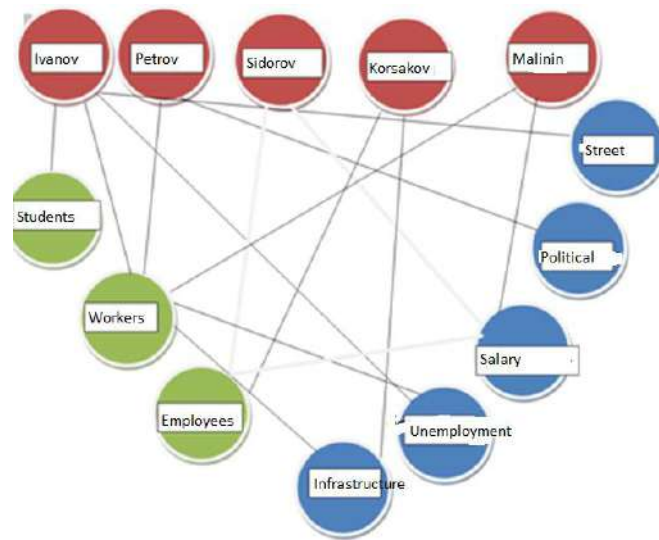 Ivanov
Petrov
Sidorov
Korsakov
Malinin
Street
Students
Political
Workers
Salary
Employees
Unemployment
Infrastructure